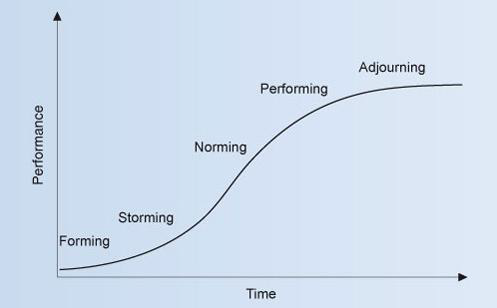 Adjourning
Performing
Norming
Storming
Forming
Performance
Time